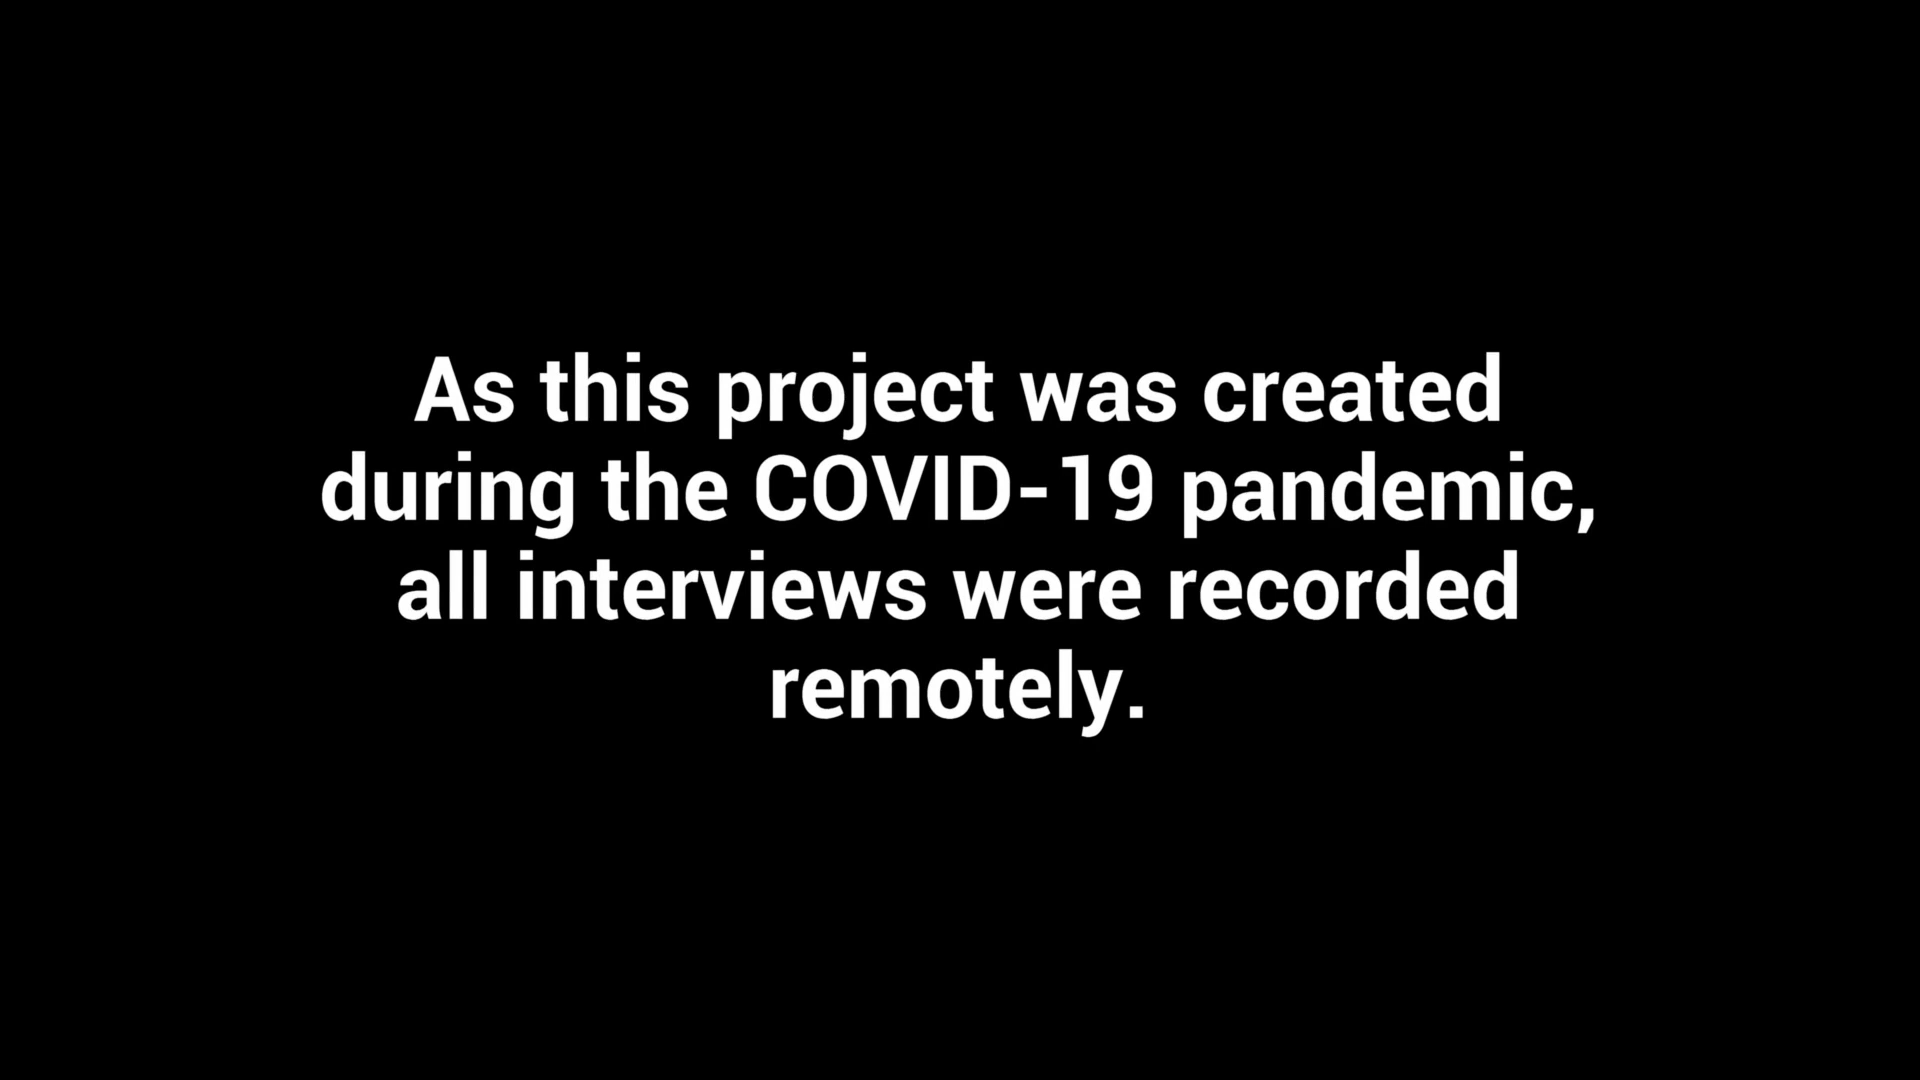 As this project was created
during the COVID-19 pandemic,
all interviews were recorded
remotely.